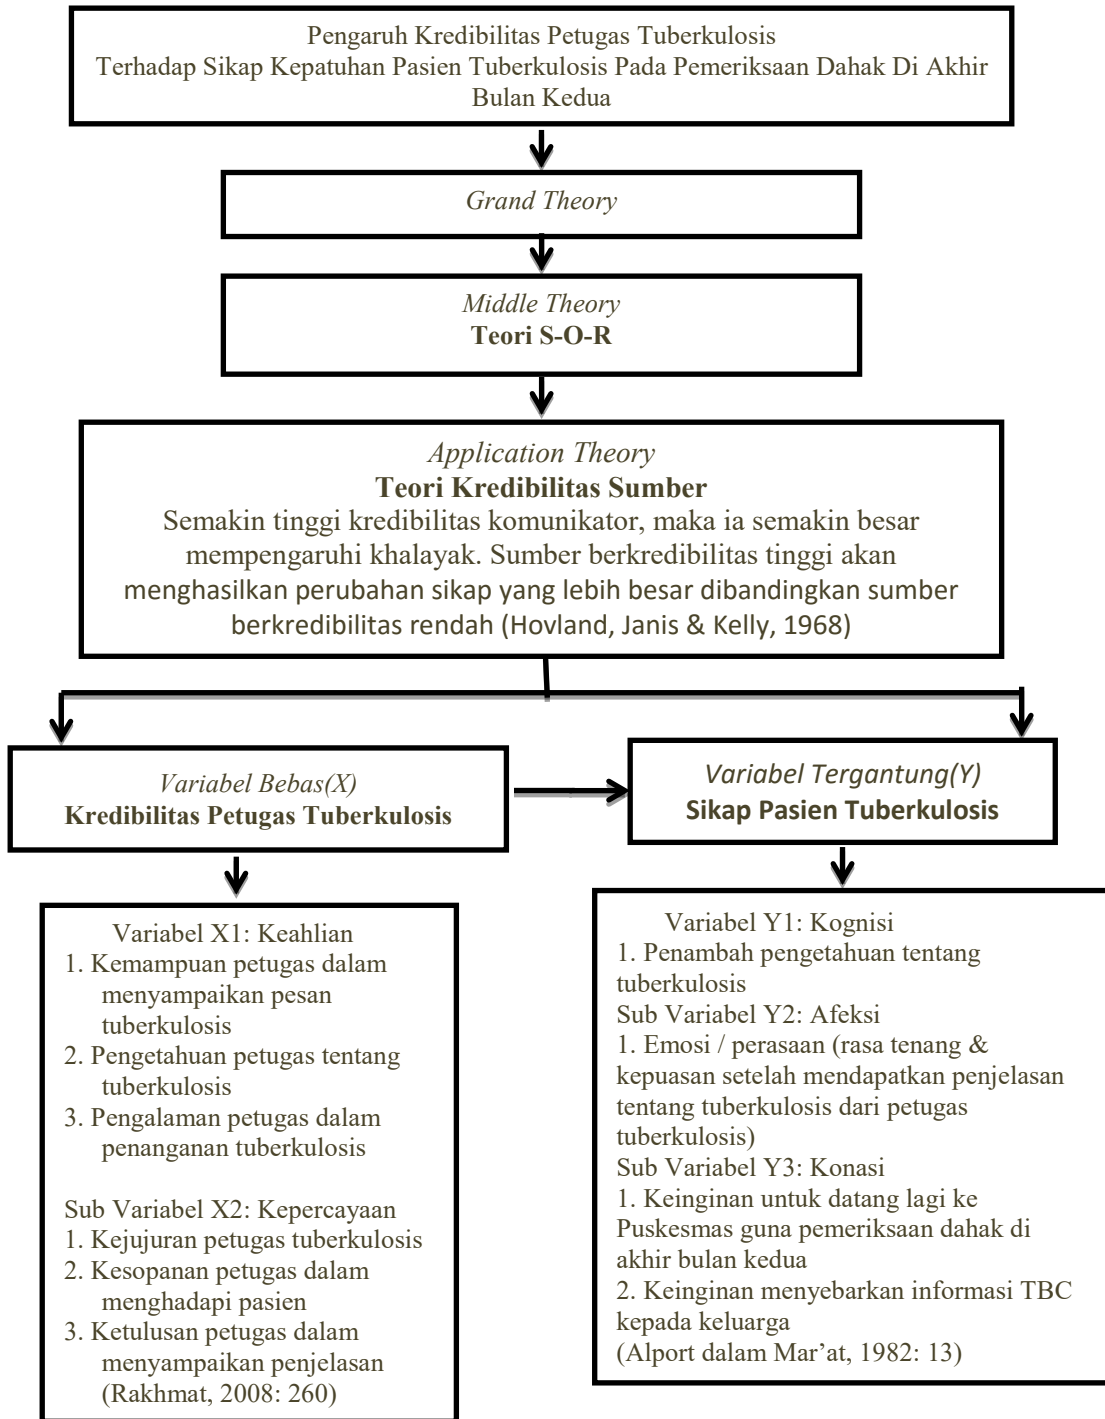 Pengaruh Kredibilitas Petugas Tuberkulosis
Terhadap Sikap Kepatuhan Pasien Tuberkulosis Pada Pemeriksaan Dahak Di Akhir
Bulan Kedua
Grand Theory
Middle Theory
Teori S-O-R
Application Theory
Teori Kredibilitas Sumber
Semakin tinggi kredibilitas komunikator, maka ia semakin besar
mempengaruhi khalayak. Sumber berkredibilitas tinggi akan
menghasilkan perubahan sikap yang lebih besar dibandingkan sumber
berkredibilitas rendah (Hovland, Janis & Kelly, 1968)
Variabel Bebas(X)
Kredibilitas Petugas Tuberkulosis
Variabel Tergantung(Y)
Sikap Pasien Tuberkulosis
Variabel X1: Keahlian
1. Kemampuan petugas dalam
menyampaikan pesan
tuberkulosis
2. Pengetahuan petugas tentang
tuberkulosis
3. Pengalaman petugas dalam
penanganan tuberkulosis
Sub Variabel X2: Kepercayaan
1. Kejujuran petugas tuberkulosis
2. Kesopanan petugas dalam
menghadapi pasien
3. Ketulusan petugas dalam
menyampaikan penjelasan
(Rakhmat, 2008: 260)
Variabel Y1: Kognisi
1. Penambah pengetahuan tentang
tuberkulosis
Sub Variabel Y2: Afeksi
1. Emosi / perasaan (rasa tenang &
kepuasan setelah mendapatkan penjelasan
tentang tuberkulosis dari petugas
tuberkulosis)
Sub Variabel Y3: Konasi
1. Keinginan untuk datang lagi ke
Puskesmas guna pemeriksaan dahak di
akhir bulan kedua
2. Keinginan menyebarkan informasi TBC
kepada keluarga
(Alport dalam Mar’at, 1982: 13)